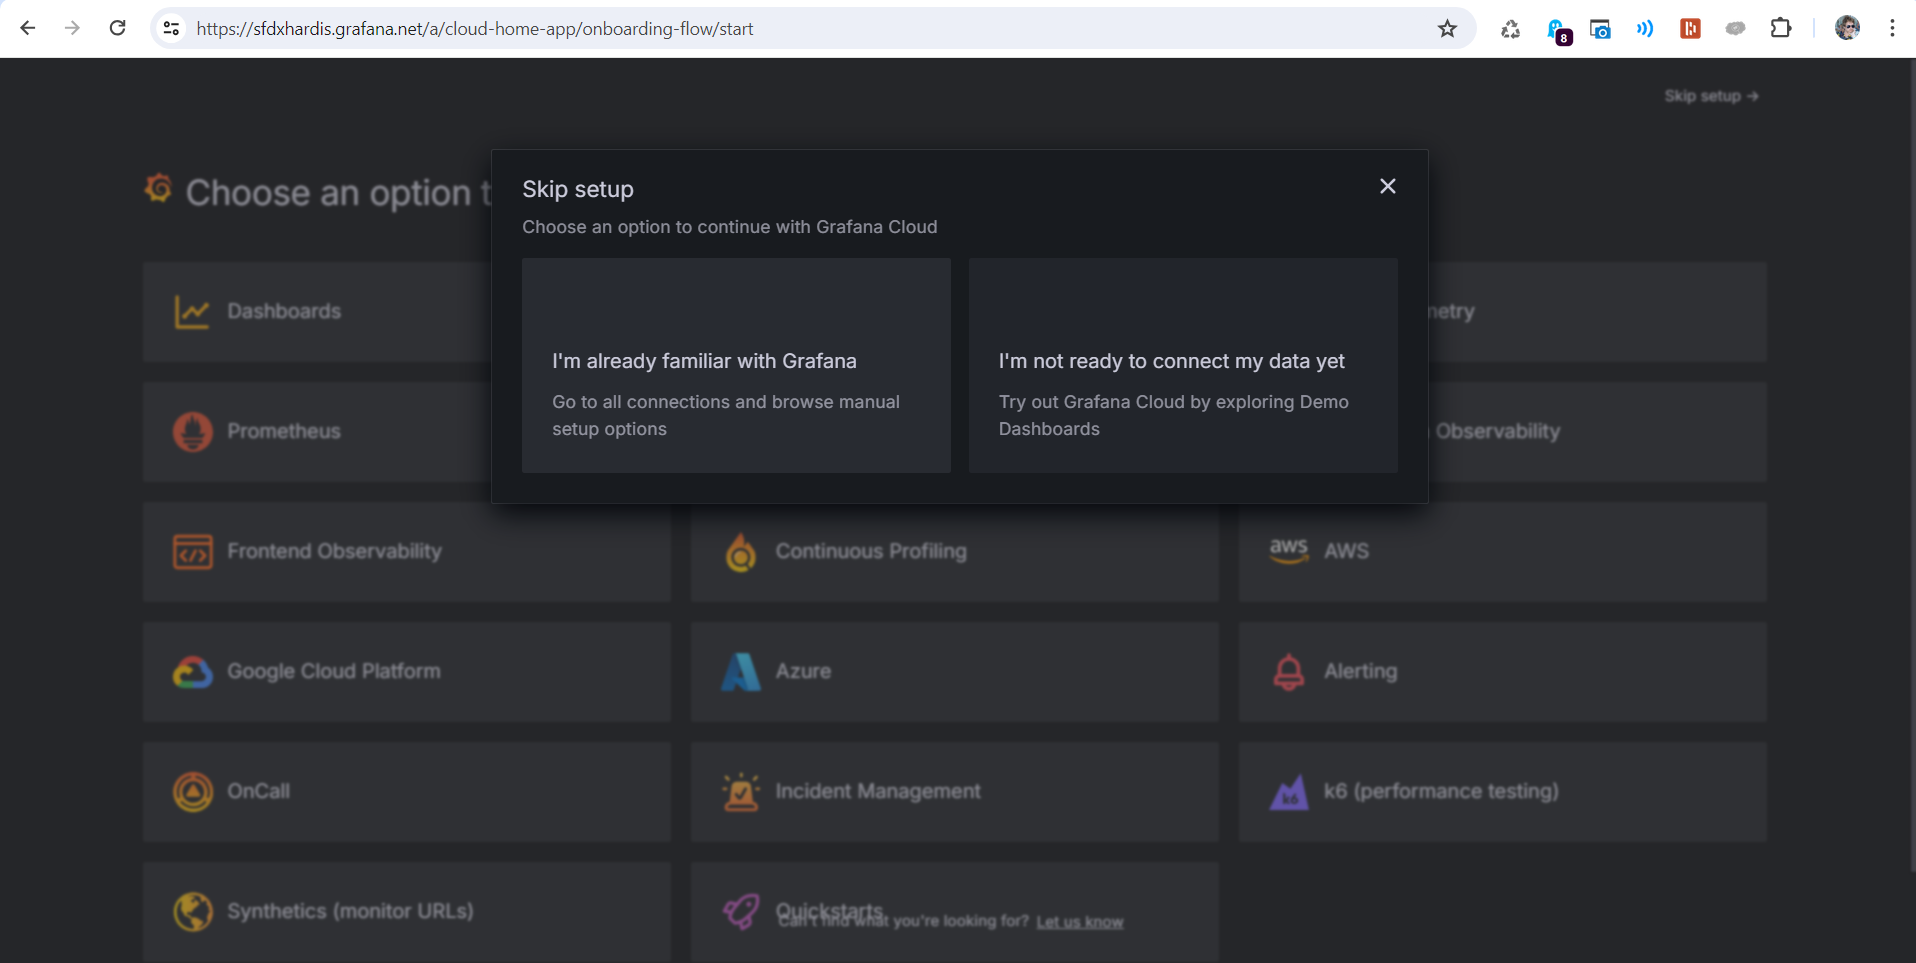 https://sfdxhardis.grafana.net/a/cloud-home-app/onboarding-flow/start
8
Skip setup →
Choose an option t
Skip setup
Choose an option to continue with Grafana Cloud
I'm already familiar with Grafana
Go to all connections and browse manual
setup options
I'm not ready to connect my data yet
Try out Grafana Cloud by exploring Demo
Dashboards
Dashboards
metry
Prometheus
Observability
Frontend Observability
Continuous Profiling
aws AWS
Google Cloud Platform
Azure
Alerting
OnCall
Incident Management
k6 k6 (performance testing)
Synthetics (monitor URLs)
Quickstarts
Can't find what you're looking for? Let us know